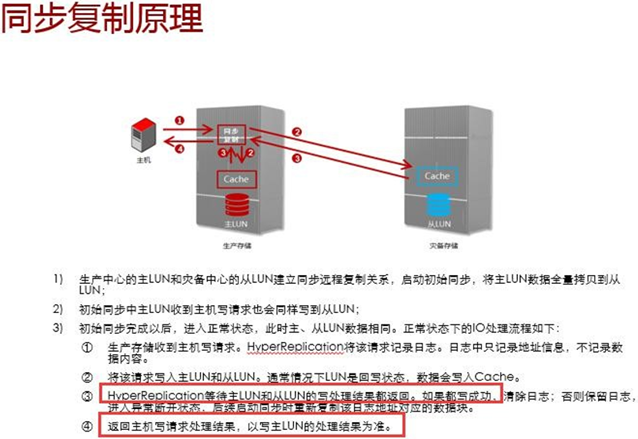 同步复制原理
1
2
4
3
同步
复制
3
2
Cache
Cache
主机
主LUN
从LUN
生产存储
灾备存储
1) 生产中心的主LUN和灾备中心的从LUN建立同步远程复制关系，启动初始同步，将主LUN数据全量拷贝到从
LUN；
2) 初始同步中主LUN收到主机写请求也会同样写到从LUN；
3) 初始同步完成以后，进入正常状态，此时主、从LUN数据相同。正常状态下的IO处理流程如下：
① 生产存储收到主机写请求。HyperReplication将该请求记录日志。日志中只记录地址信息，不记录数
据内容。
② 将该请求写入主LUN和从LUN。通常情况下LUN是回写状态，数据会写入Cache。
③ HyperReplication等待主LUN和从LUN的写处理结果都返回。如果都写成功，清除日志；否则保留日志，
进入异常断开状态，后续启动同步时重新复制该日志地址对应的数据块。
④ 返回主机写请求处理结果，以写主LUN的处理结果为准。